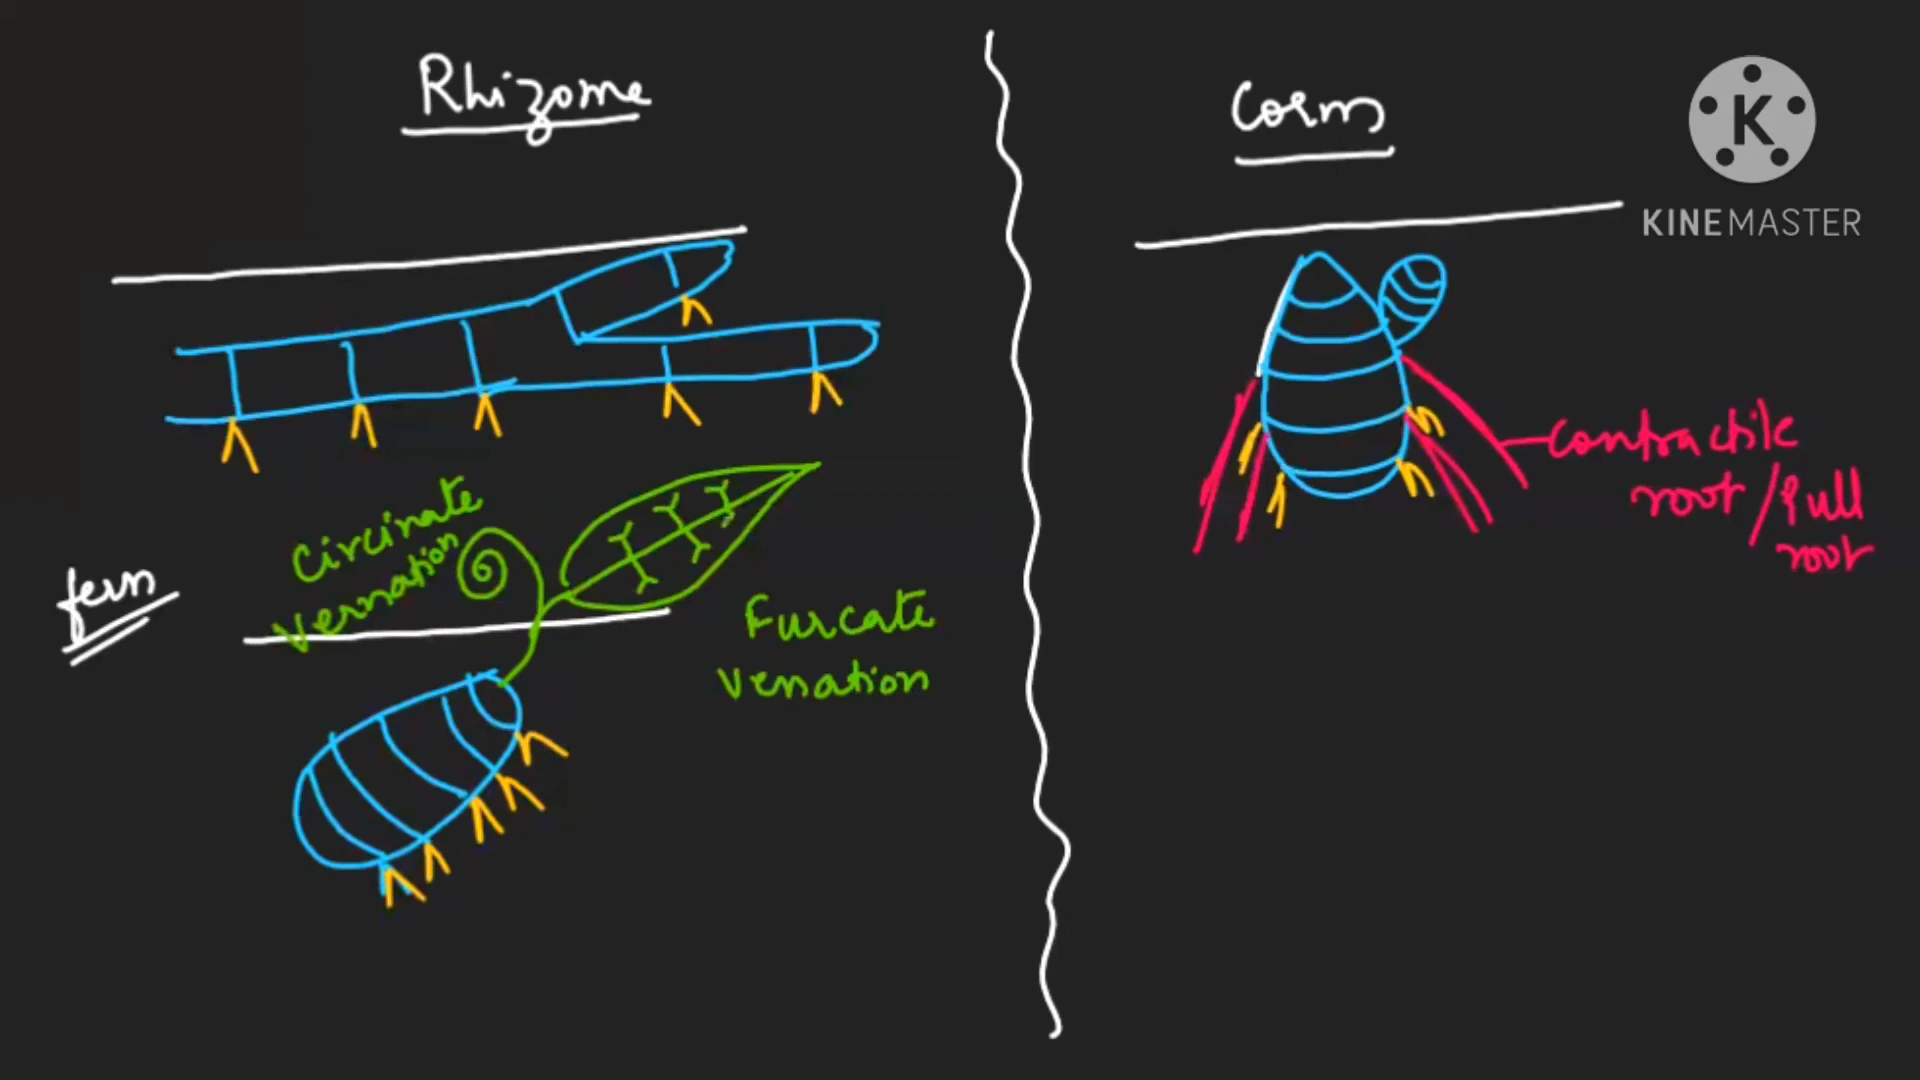 Rhizome
Circinate
vernation
fern
Furcate
venation
Corm
contractile
root/pull
root
K
KINEMASTER